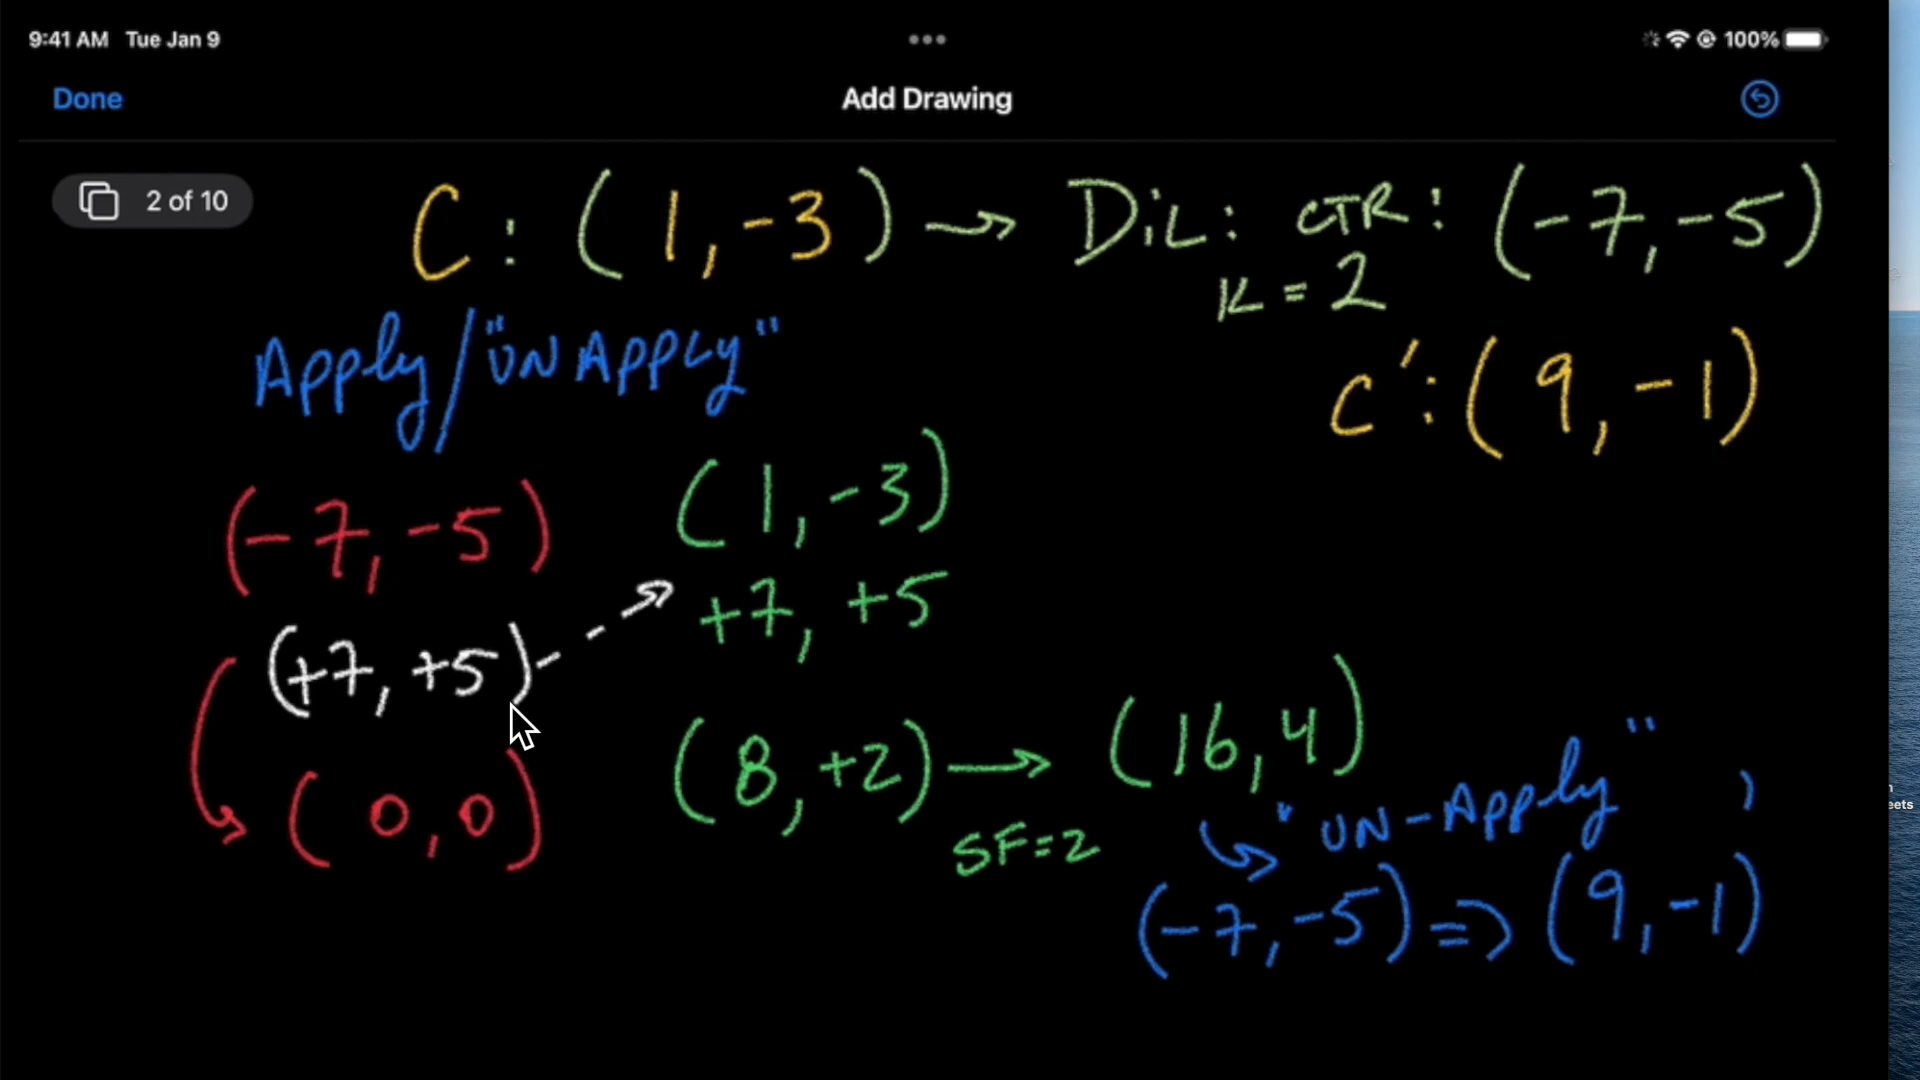 9:41 AM Tue Jan 9
100%
Done
Add Drawing
2 of 10
C: (1, -3) → DiL: CTR: (-7, -5)
K = 2
C': (9, -1)
Apply/"UNAPPLY"
(-7, -5)
(1, -3)
+7, +5
(+7, +5)
(0, 0)
(8, +2) → (16, 4)
SF=2
"UN-Apply"
(-7, -5) => (9, -1)
eets